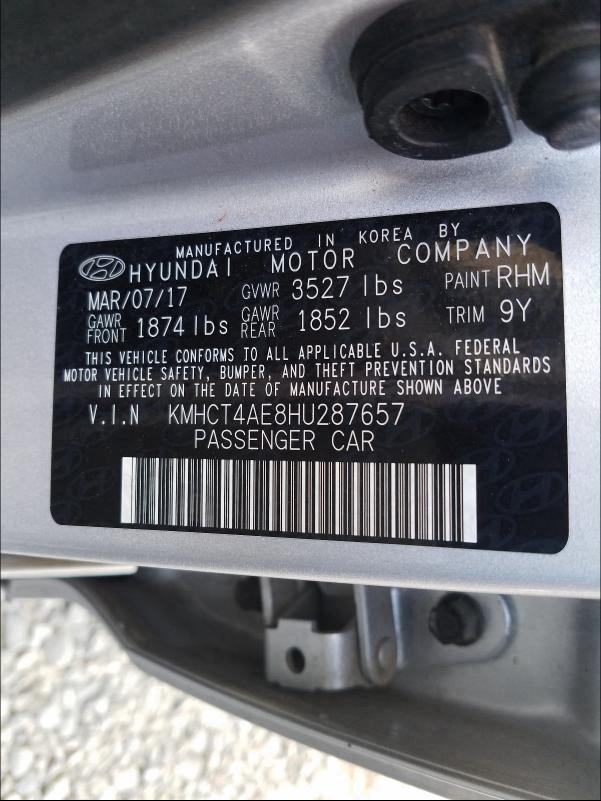 MANUFACTURED IN KOREA BY
HYUNDAI MOTOR COMPANY
MAR/07/17 GVWR 3527 lbs PAINT RHM
GAWR FRONT 1874 lbs GAWR REAR 1852 lbs TRIM 9Y
THIS VEHICLE CONFORMS TO ALL APPLICABLE U.S.A. FEDERAL
MOTOR VEHICLE SAFETY, BUMPER, AND THEFT PREVENTION STANDARDS
IN EFFECT ON THE DATE OF MANUFACTURE SHOWN ABOVE
V.I.N KMHCT4AE8HU287657
PASSENGER CAR